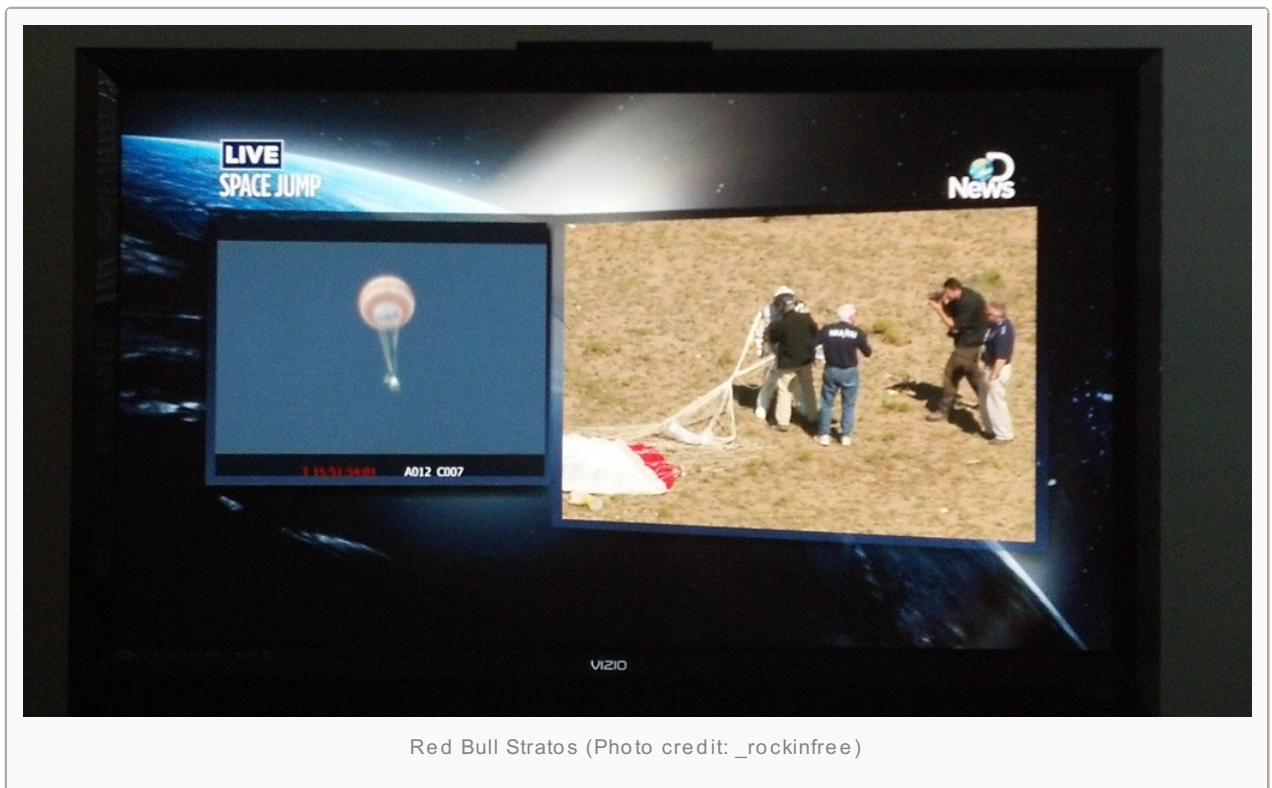 LIVE
SPACE JUMP
News
A012 C007
VIZIO
Red Bull Stratos (Photo credit: _rockinfree)